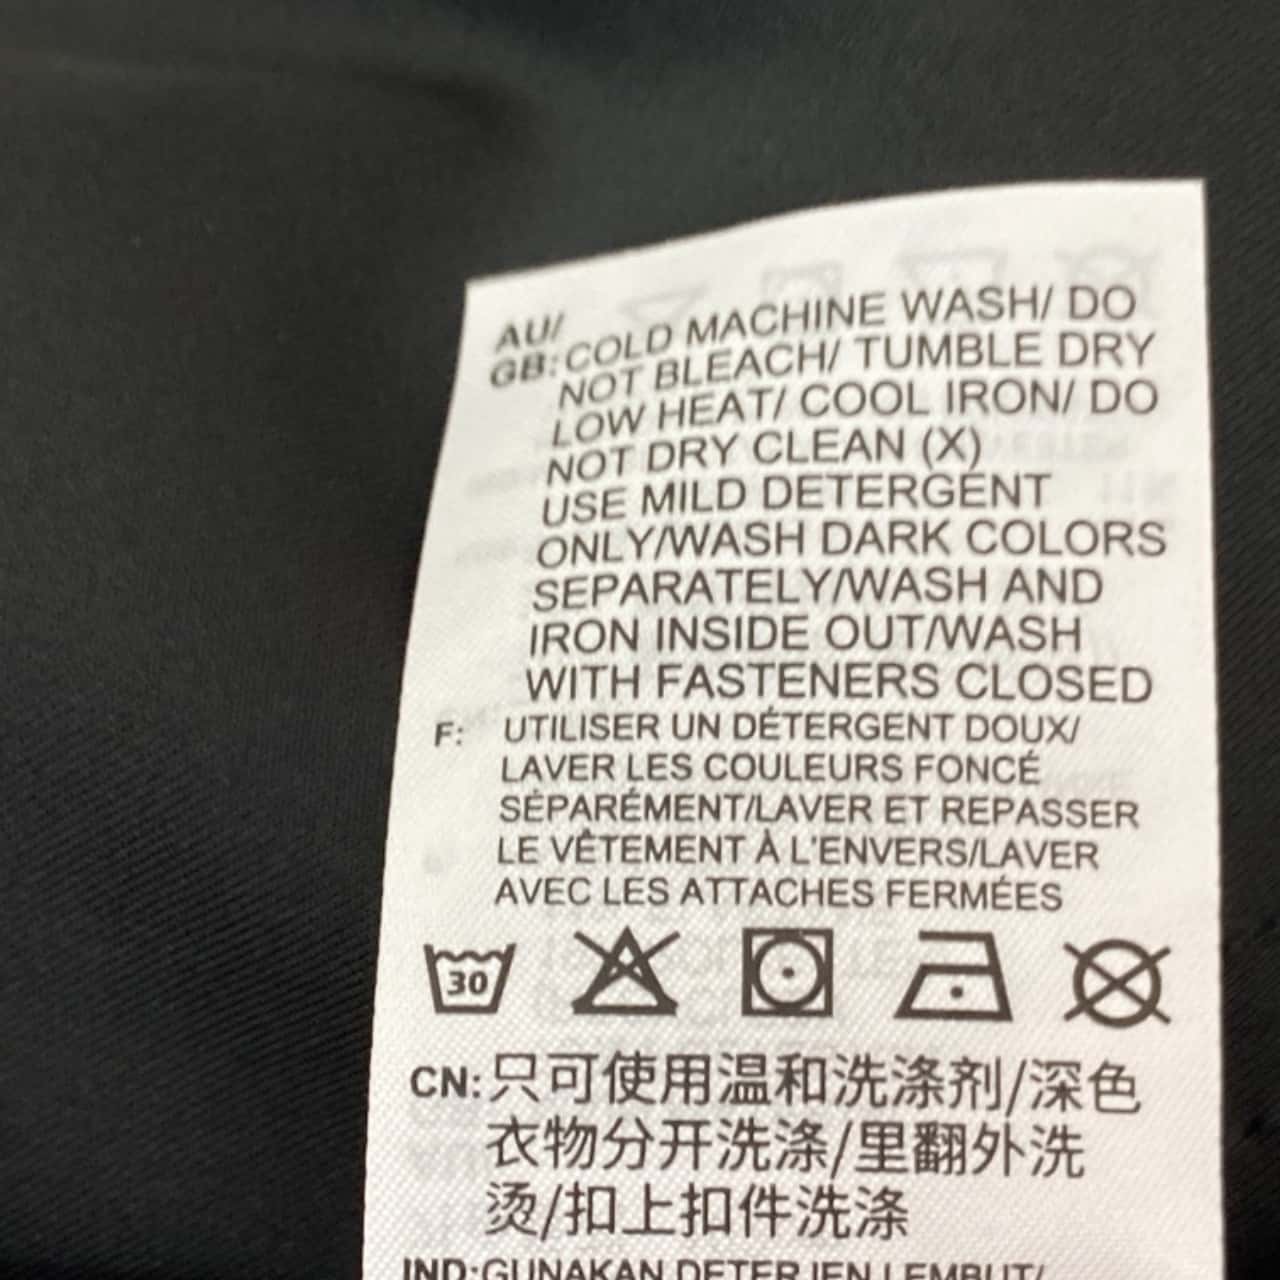 AU/
GB: COLD MACHINE WASH/ DO
NOT BLEACH/ TUMBLE DRY
LOW HEAT/ COOL IRON/ DO
NOT DRY CLEAN (X)
USE MILD DETERGENT
ONLY/WASH DARK COLORS
SEPARATELY/WASH AND
IRON INSIDE OUT/WASH
WITH FASTENERS CLOSED
F: UTILISER UN DÉTERGENT DOUX/
LAVER LES COULEURS FONCÉ
SÉPARÉMENT/LAVER ET REPASSER
LE VÊTEMENT À L'ENVERS/LAVER
AVEC LES ATTACHES FERMÉES
30
CN: 只可使用温和洗涤剂/深色
衣物分开洗涤/里翻外洗
烫/扣上扣件洗涤
IND: GUNAKAN DETERJEN LEMBUT/